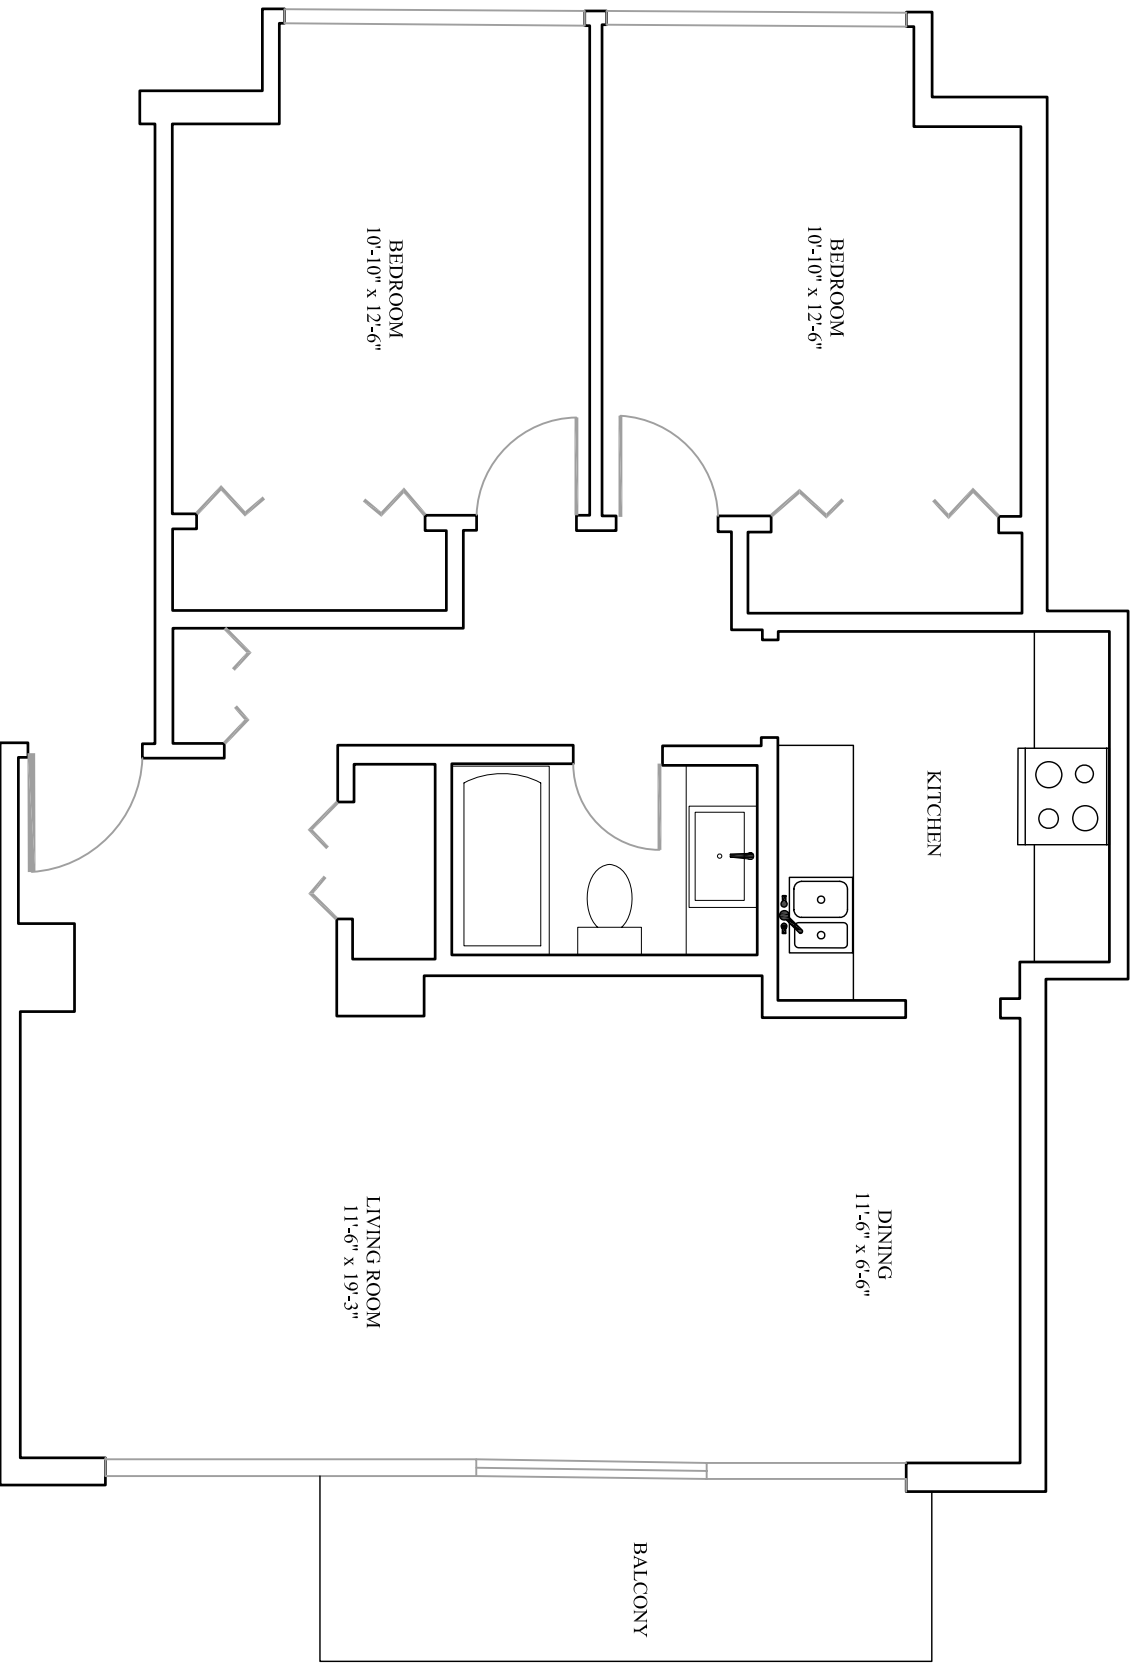 BEDROOM
10'-10" x 12'-6"
BEDROOM
10'-10" x 12'-6"
KITCHEN
LIVING ROOM
11'-6" x 19'-3"
DINING
11'-6" x 6'-6"
BALCONY